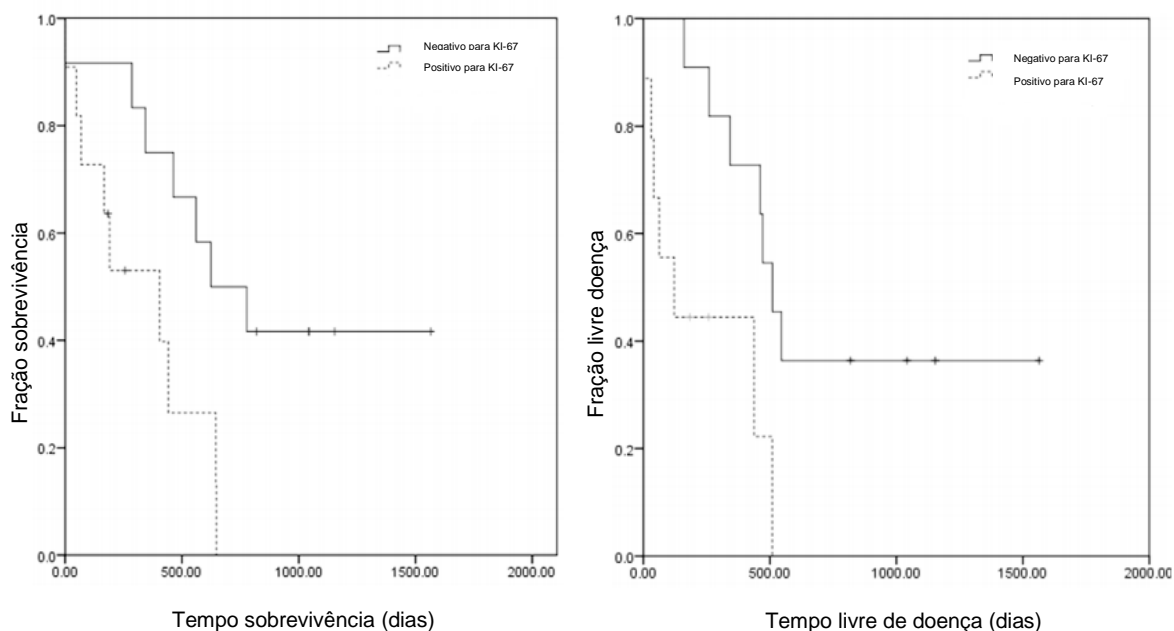 1.0
0.8
0.6
0.4
0.2
0.0
Fração sobrevivência
Negativo para KI-67
Positivo para KI-67
0.00 500.00 1000.00 1500.00 2000.00
Tempo sobrevivência (dias)
1.0
0.8
0.6
0.4
0.2
0.0
Fração livre doença
Negativo para KI-67
Positivo para KI-67
0.00 500.00 1000.00 1500.00 2000.00
Tempo livre de doença (dias)